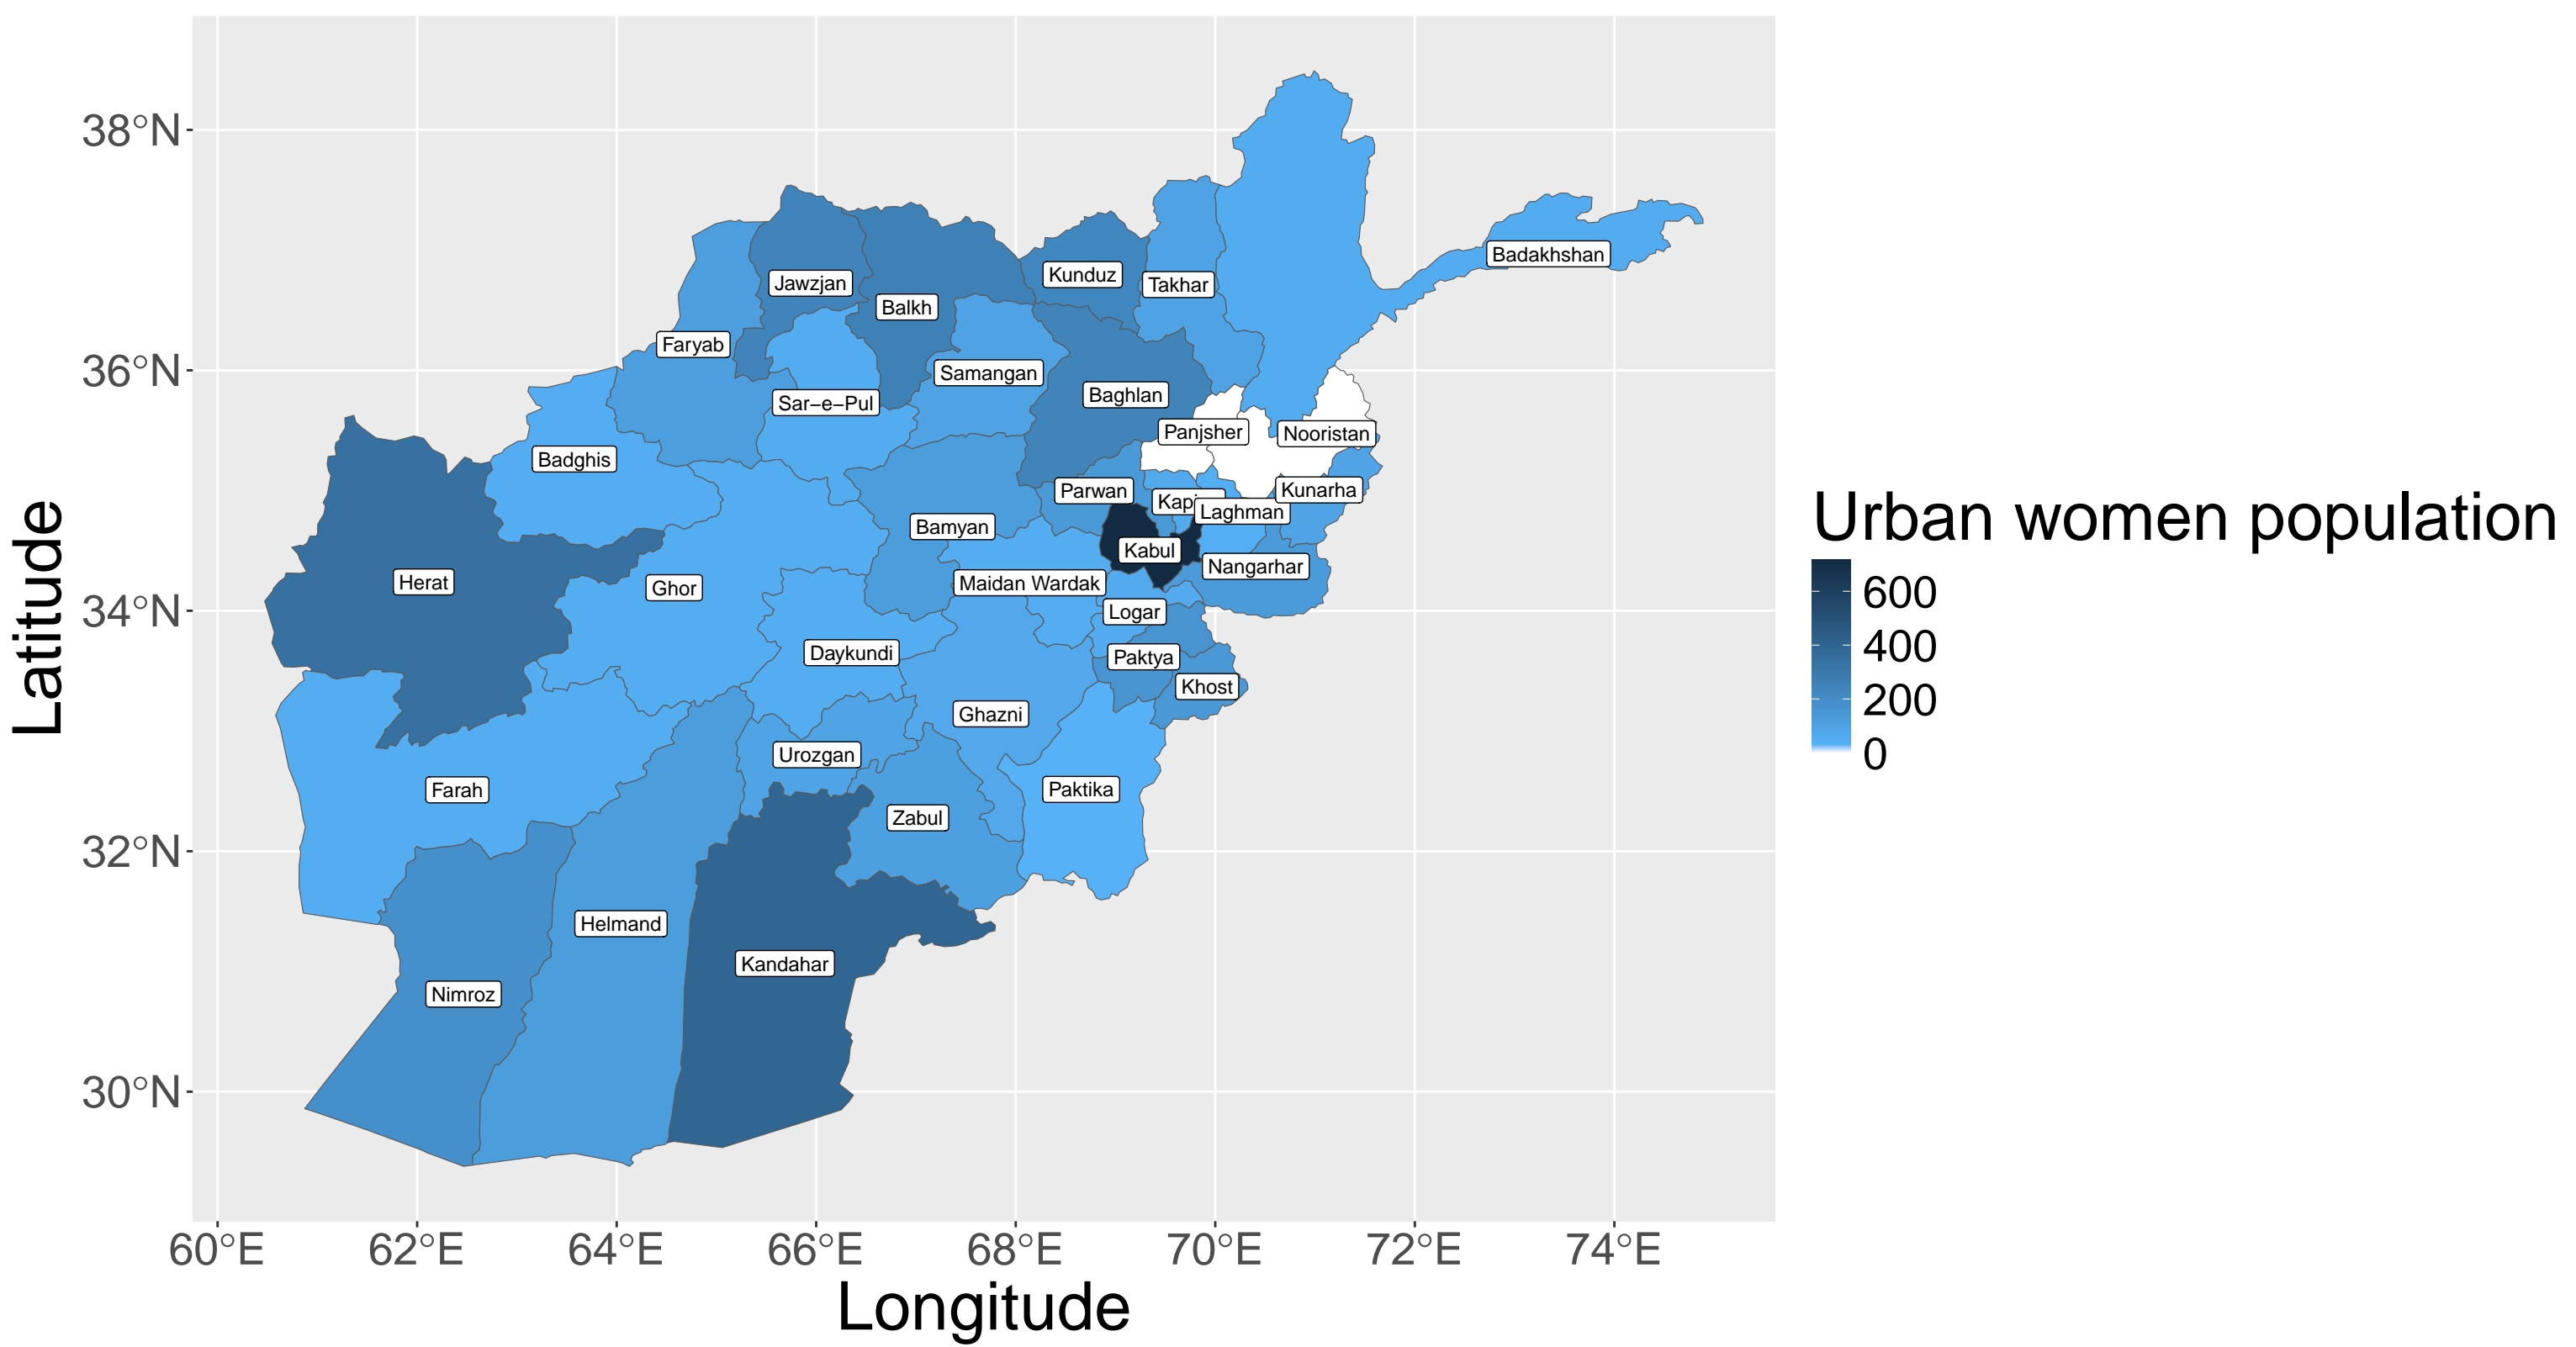 38°N
36°N
34°N
32°N
30°N
Latitude
Badakhshan
Jawzjan
Kunduz
Takhar
Balkh
Faryab
Samangan
Baghlan
Sar−e−Pul
Panjsher
Nooristan
Badghis
Parwan
Kunarha
Laghman
Bamyan
Kabul
Nangarhar
Herat
Ghor
Maidan Wardak
Logar
Daykundi
Paktya
Khost
Ghazni
Urozgan
Farah
Paktika
Zabul
Helmand
Kandahar
Nimroz
60°E 62°E 64°E 66°E 68°E 70°E 72°E 74°E
Longitude
Urban women population
600
400
200
0